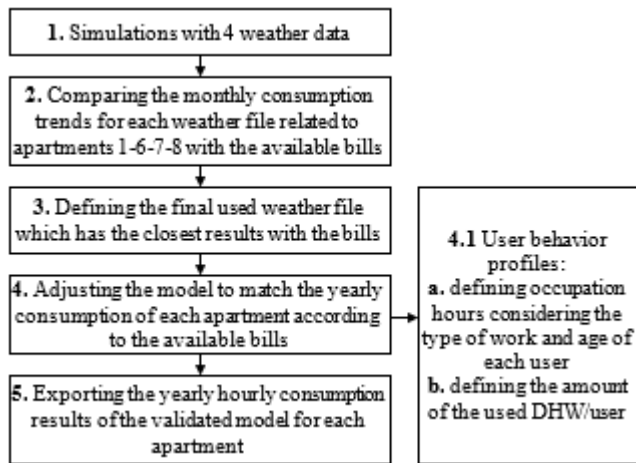 1. Simulations with 4 weather data
2. Comparing the monthly consumption
trends for each weather file related to
apartments 1-6-7-8 with the available bills
3. Defining the final used weather file
which has the closest results with the bills
4. Adjusting the model to match the yearly
consumption of each apartment according
to the available bills
5. Exporting the yearly hourly consumption
results of the validated model for each
apartment
4.1 User behavior
profiles:
a. defining occupation
hours considering the
type of work and age of
each user
b. defining the amount
of the used DHW/user